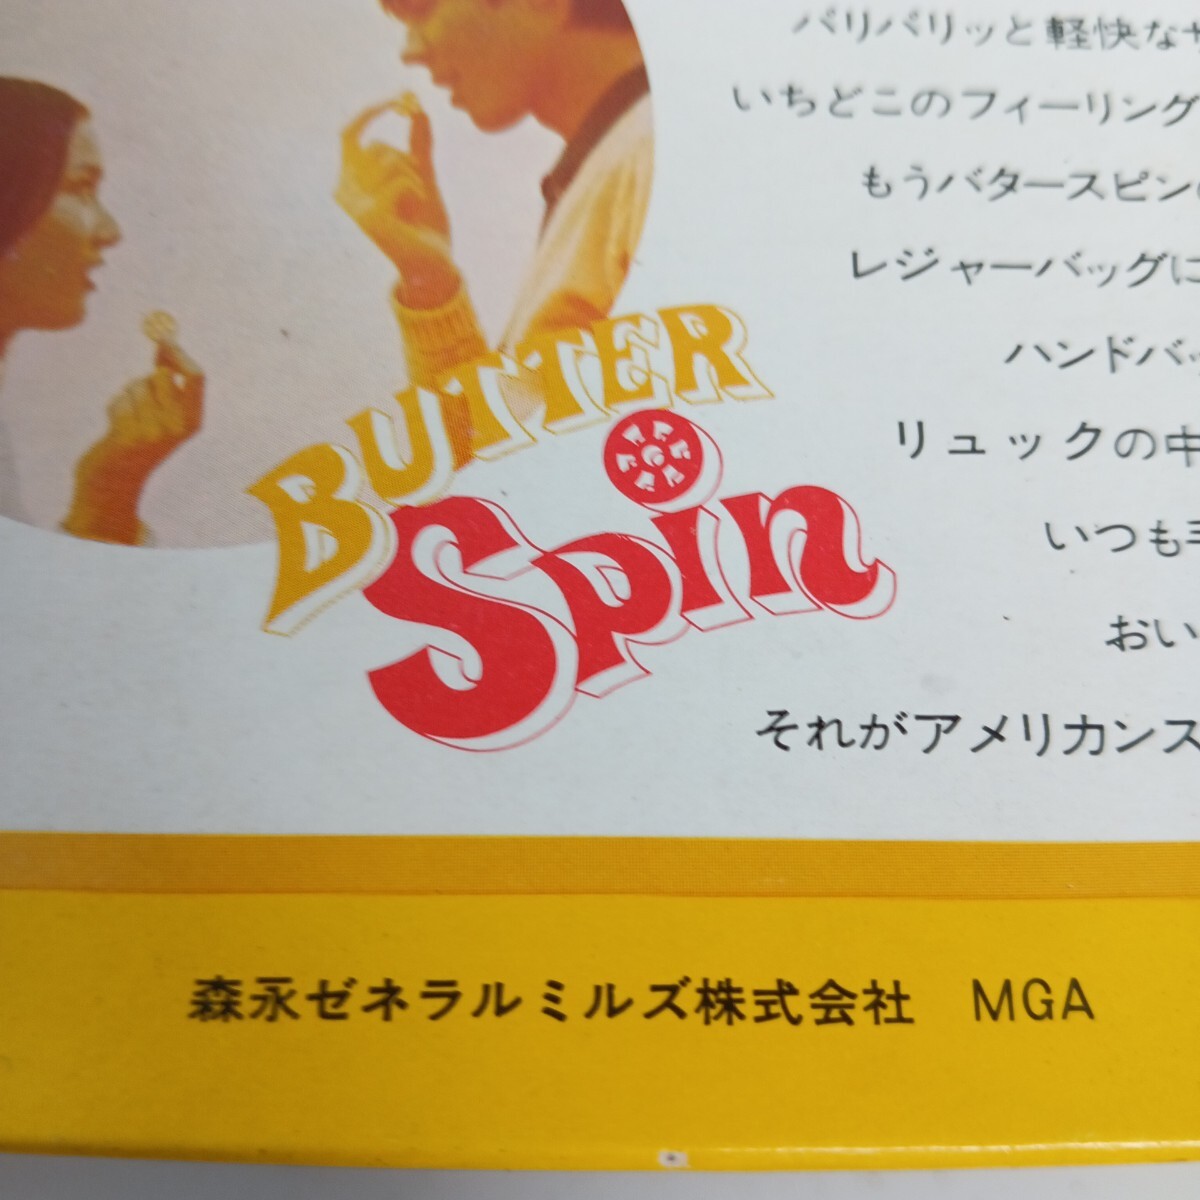 バリバリッと軽快な
いちどこのフィーリング
もうバタースピン
レジャーバッグに
ハンドバッ
リュックの中
いつも手
おい
それがアメリカンス
BUTTER
Spin
森永ゼネラルミルズ株式会社 MGA